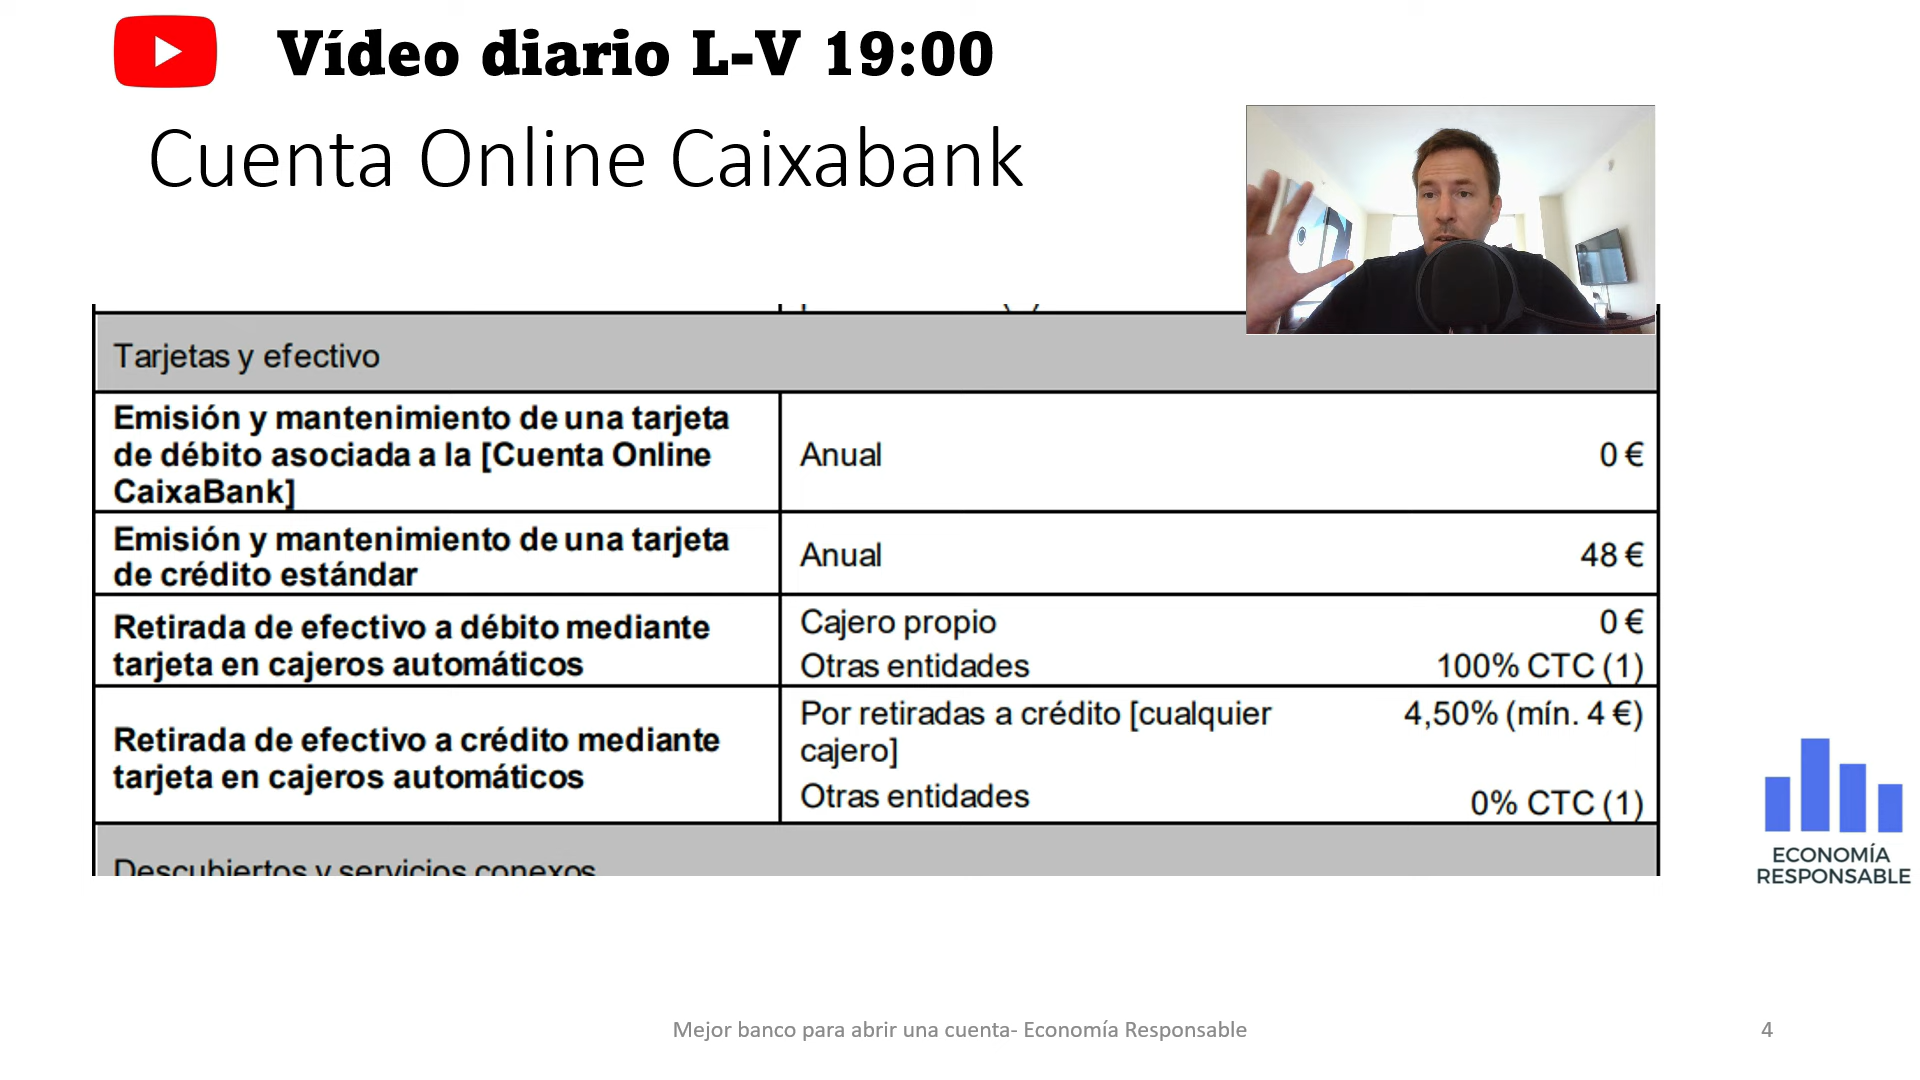 Vídeo diario L-V 19:00
Cuenta Online Caixabank
Tarjetas y efectivo
Emisión y mantenimiento de una tarjeta
de débito asociada a la [Cuenta Online
CaixaBank]
Anual
0 €
Emisión y mantenimiento de una tarjeta
de crédito estándar
Anual
48 €
Retirada de efectivo a débito mediante
tarjeta en cajeros automáticos
Cajero propio
0 €
Otras entidades
100% CTC (1)
Retirada de efectivo a crédito mediante
tarjeta en cajeros automáticos
Por retiradas a crédito [cualquier
cajero]
4,50% (mín. 4 €)
Otras entidades
0% CTC (1)
Descubiertos y servicios conexos
ECONOMÍA
RESPONSABLE
Mejor banco para abrir una cuenta- Economía Responsable
4